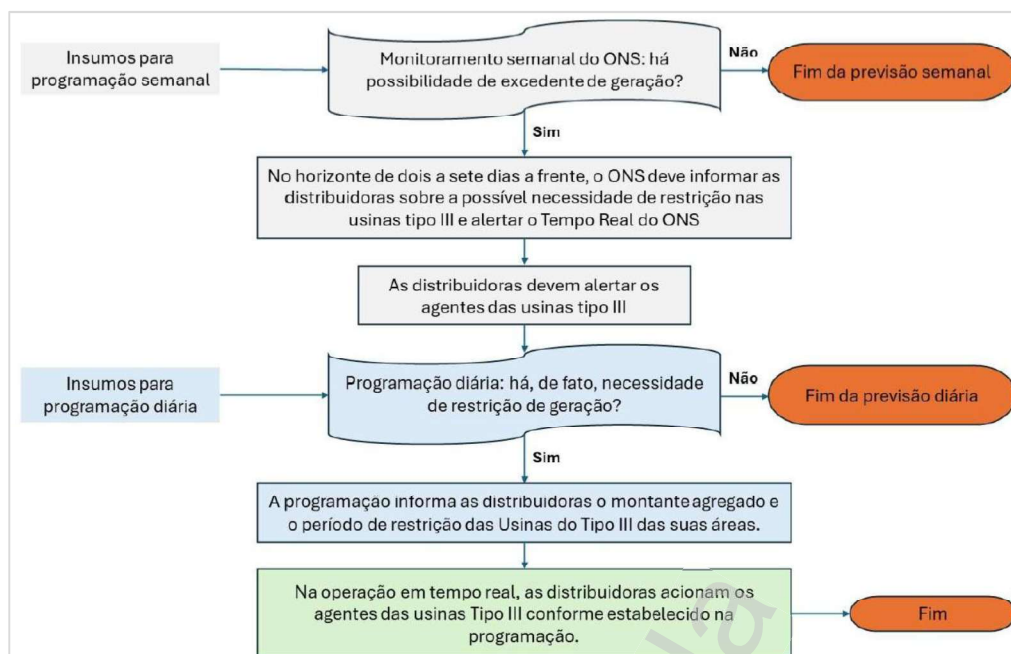 Insumos para
programação semanal
Monitoramento semanal do ONS: há
possibilidade de excedente de geração?
Não
Fim da previsão semanal
Sim
No horizonte de dois a sete dias a frente, o ONS deve informar as
distribuidoras sobre a possível necessidade de restrição nas
usinas tipo III e alertar o Tempo Real do ONS
As distribuidoras devem alertar os
agentes das usinas tipo III
Insumos para
programação diária
Programação diária: há, de fato, necessidade
de restrição de geração?
Não
Fim da previsão diária
Sim
A programação informa as distribuidoras o montante agregado e
o período de restrição das Usinas do Tipo III das suas áreas.
Na operação em tempo real, as distribuidoras acionam os
agentes das usinas Tipo III conforme estabelecido na
programação.
Fim